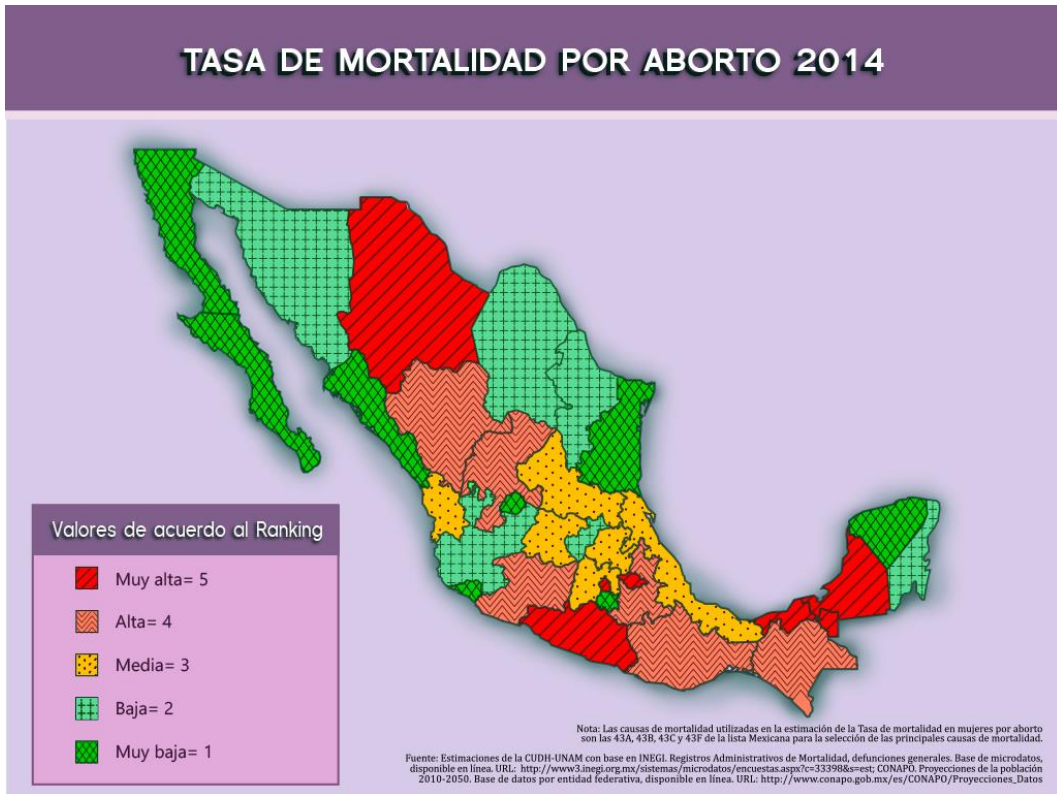 TASA DE MORTALIDAD POR ABORTO 2014
Valores de acuerdo al Ranking
Muy alta= 5
Alta= 4
Media= 3
Baja= 2
Muy baja= 1
Nota: Las causas de mortalidad utilizadas en la estimación de la Tasa de mortalidad en mujeres por aborto
son las 43A, 43B, 43C y 43F de la lista Mexicana para la selección de las principales causas de mortalidad.
Fuente: Estimaciones de la CUDH-UNAM con base en INEGI. Registros Administrativos de Mortalidad, defunciones generales. Base de microdatos,
disponible en línea. URL: http://www3.inegi.org.mx/sistemas/microdatos/encuestas.aspx?c=33398&s=est; CONAPO. Proyecciones de la población
2010-2050. Base de datos por entidad federativa, disponible en línea. URL: http://www.conapo.gob.mx/es/CONAPO/Proyecciones_Datos